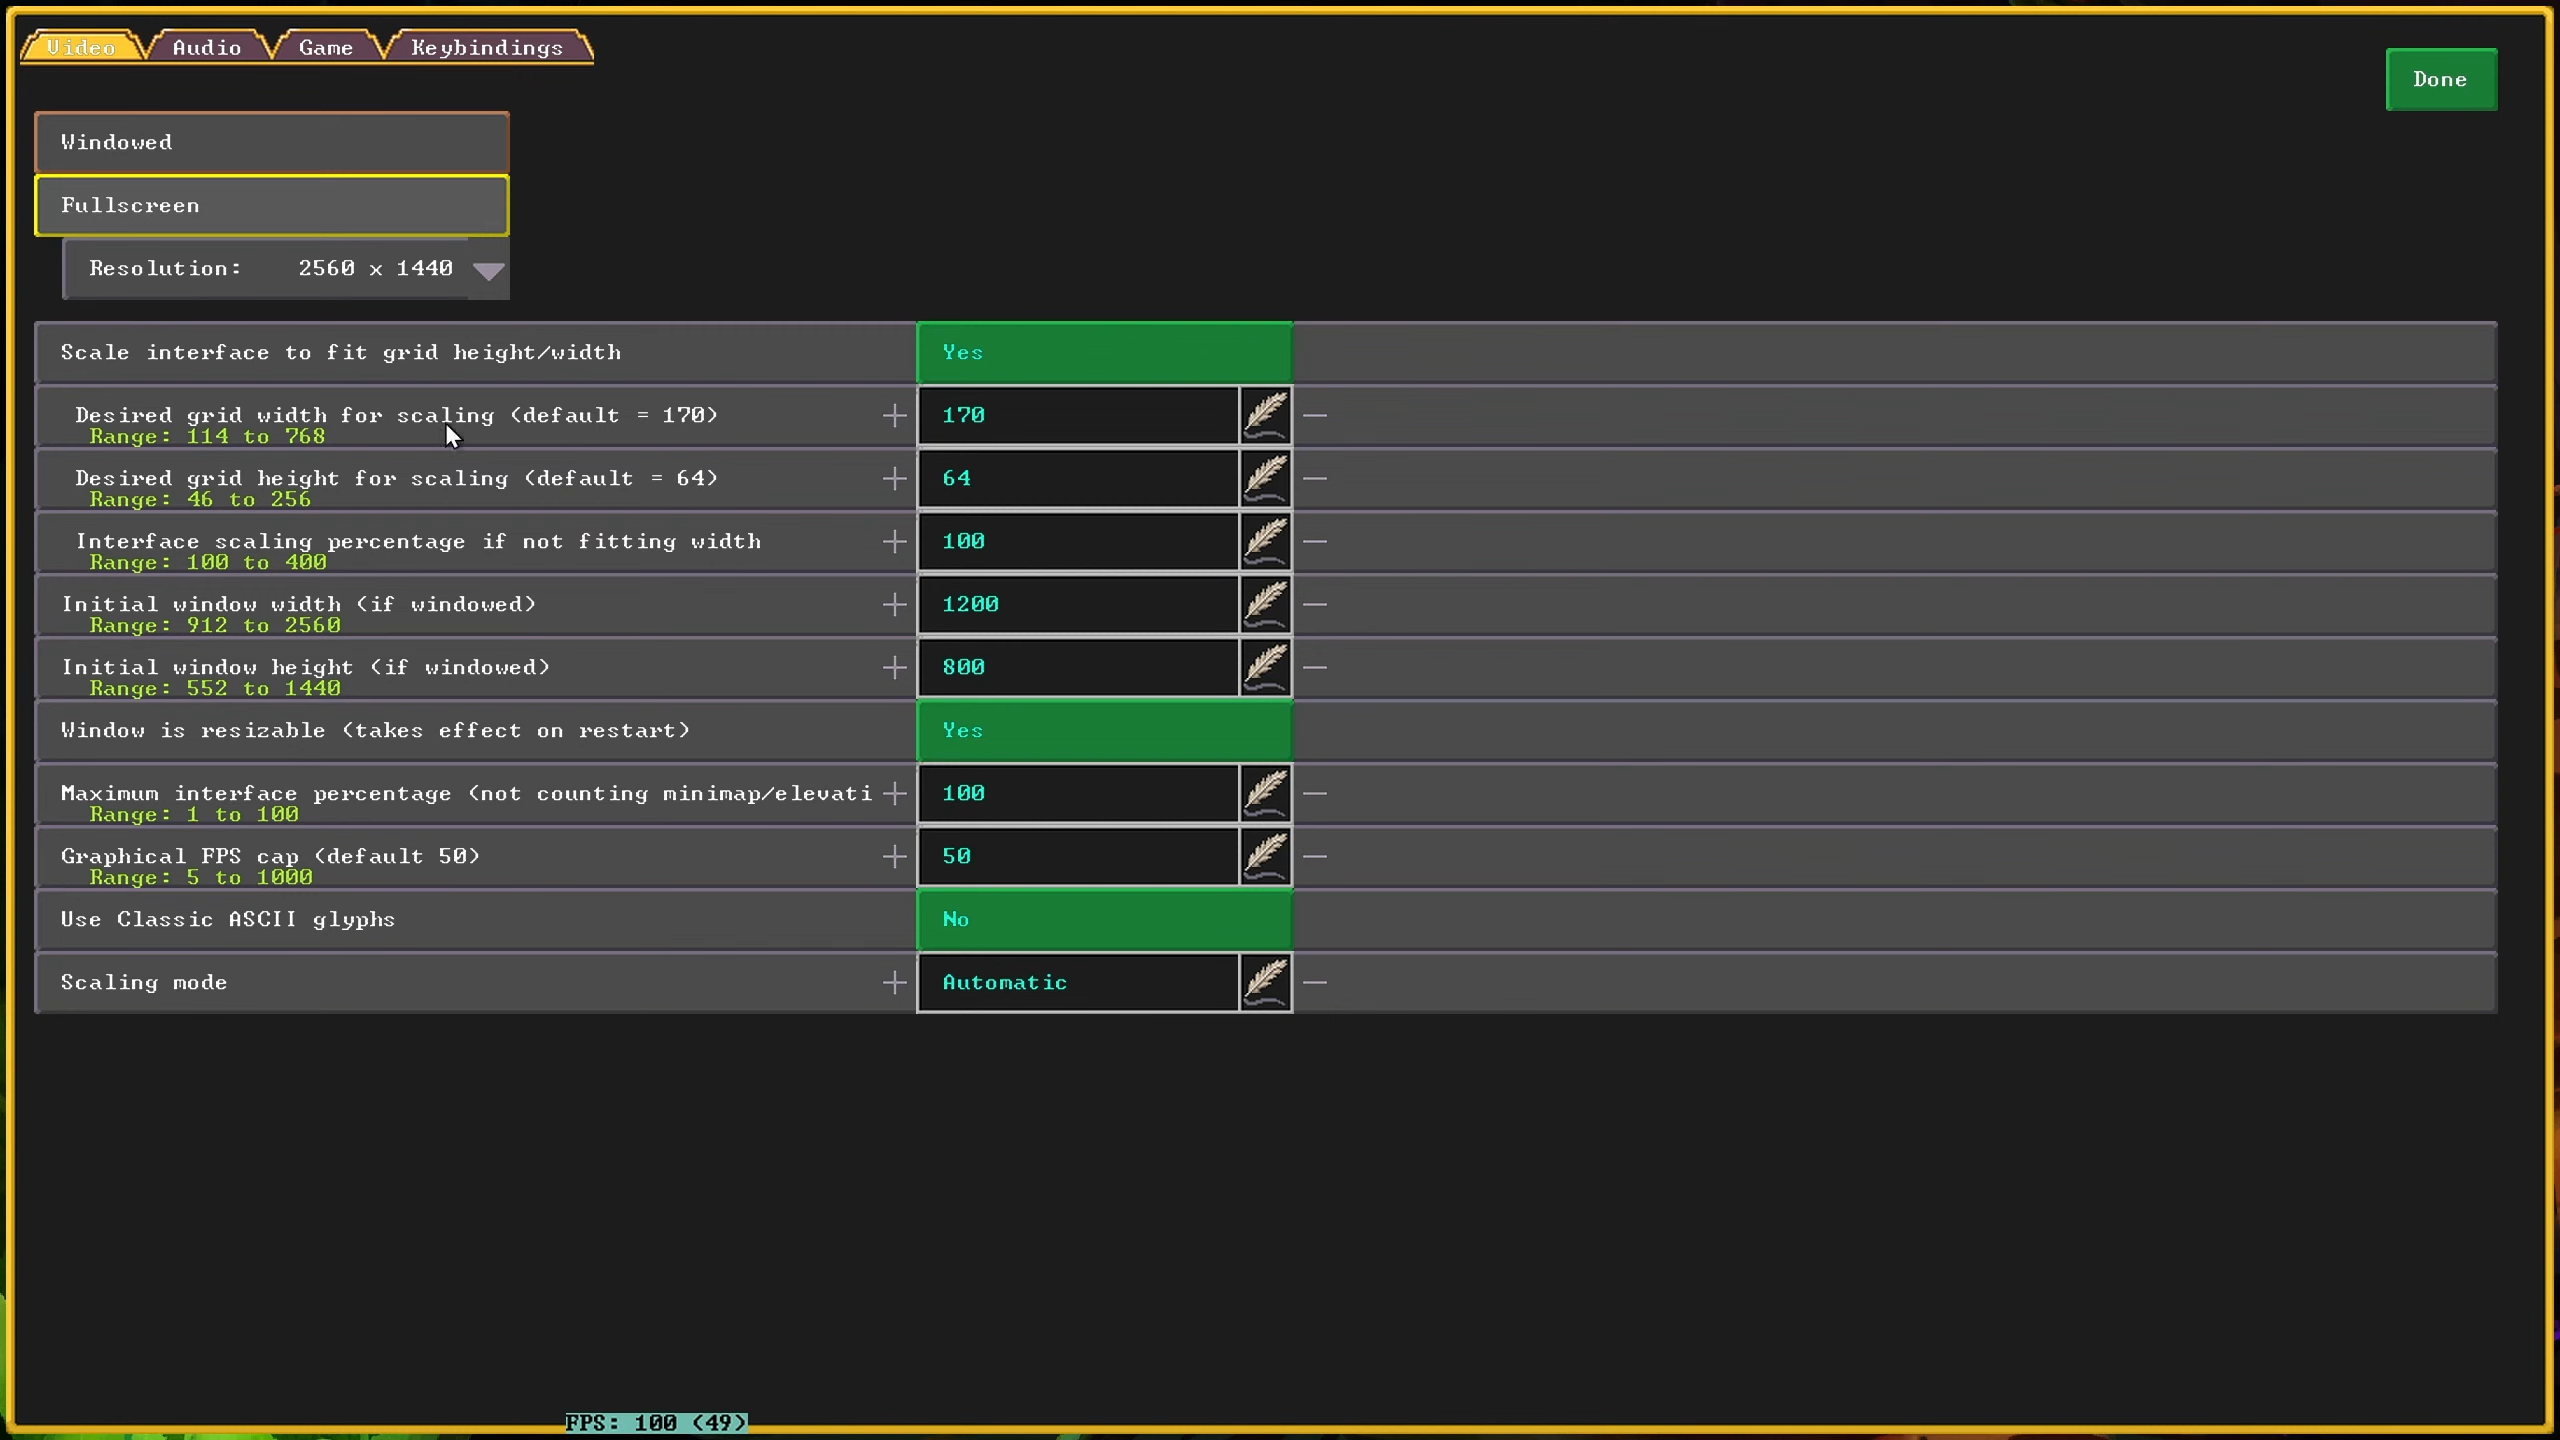 Video Audio Game Keybindings
Done
Windowed
Fullscreen
Resolution: 2560 x 1440
Scale interface to fit grid height/width Yes
Desired grid width for scaling (default = 170) + 170 —
Range: 114 to 768
Desired grid height for scaling (default = 64) + 64 —
Range: 46 to 256
Interface scaling percentage if not fitting width + 100 —
Range: 100 to 400
Initial window width (if windowed) + 1200 —
Range: 912 to 2560
Initial window height (if windowed) + 800 —
Range: 552 to 1440
Window is resizable (takes effect on restart) Yes
Maximum interface percentage (not counting minimap/elevati + 100 —
Range: 1 to 100
Graphical FPS cap (default 50) + 50 —
Range: 5 to 1000
Use Classic ASCII glyphs No
Scaling mode + Automatic —
FPS: 100 (49)